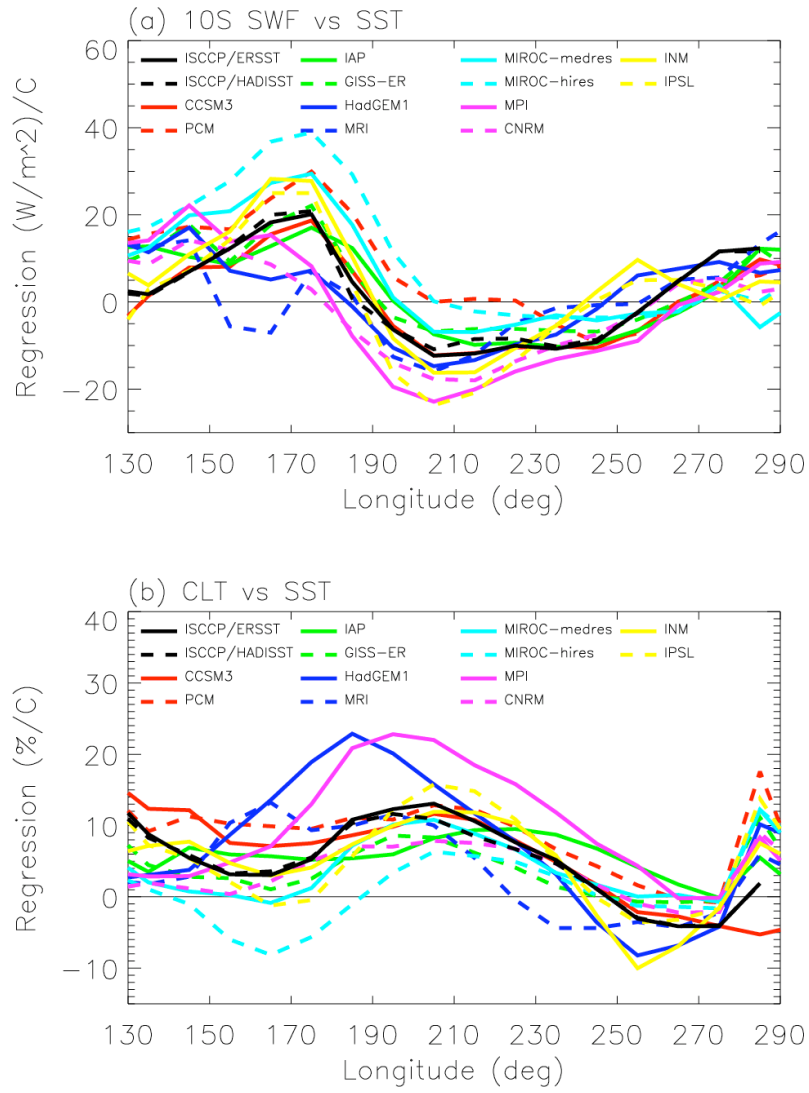 (a) 10S SWF vs SST
60
40
20
0
-20
Regression (W/m^2)/C
ISCCP/ERSST IAP MIROC-medres INM
ISCCP/HADISST GISS-ER MIROC-hires IPSL
CCSM3 HadGEM1 MPI
PCM MRI CNRM
130 150 170 190 210 230 250 270 290
Longitude (deg)
(b) CLT vs SST
40
30
20
10
0
-10
Regression (%/C)
ISCCP/ERSST IAP MIROC-medres INM
ISCCP/HADISST GISS-ER MIROC-hires IPSL
CCSM3 HadGEM1 MPI
PCM MRI CNRM
130 150 170 190 210 230 250 270 290
Longitude (deg)